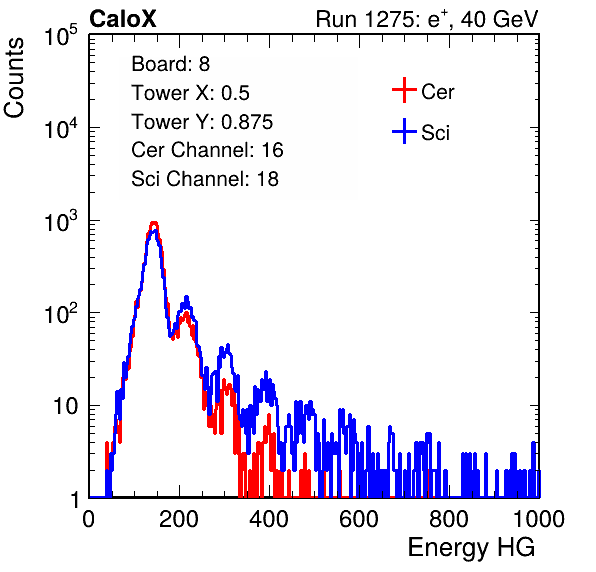 CaloX Run 1275: e⁺, 40 GeV
Board: 8
Tower X: 0.5
Tower Y: 0.875
Cer Channel: 16
Sci Channel: 18
Cer
Sci
Counts
10⁵
10⁴
10³
10²
10
1
0 200 400 600 800 1000
Energy HG